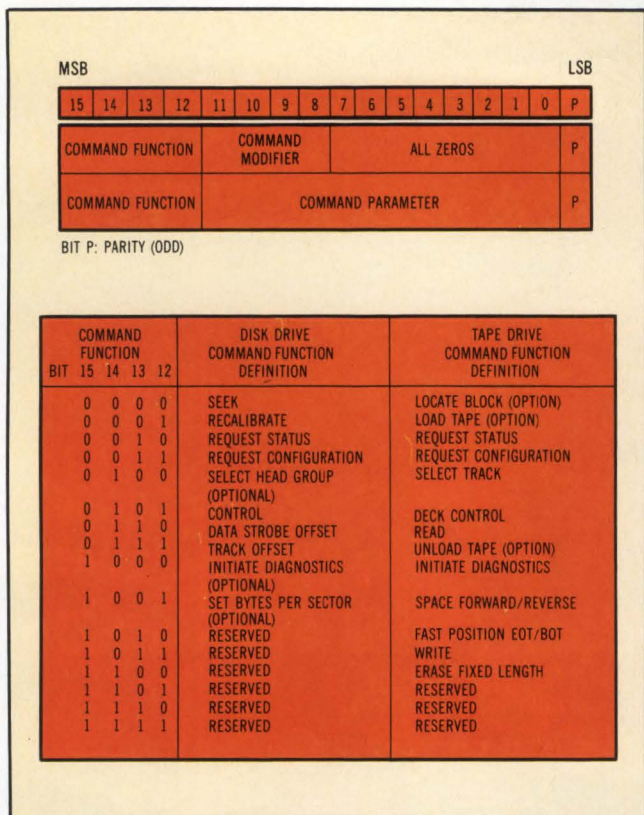 MSB LSB
15 14 13 12 11 10 9 8 7 6 5 4 3 2 1 0 P
COMMAND FUNCTION COMMAND MODIFIER ALL ZEROS P
COMMAND FUNCTION COMMAND PARAMETER P
BIT P: PARITY (ODD)
COMMAND FUNCTION
BIT 15 14 13 12
DISK DRIVE
COMMAND FUNCTION
DEFINITION
TAPE DRIVE
COMMAND FUNCTION
DEFINITION
0 0 0 0 SEEK LOCATE BLOCK (OPTION)
0 0 0 1 RECALIBRATE LOAD TAPE (OPTION)
0 0 1 0 REQUEST STATUS REQUEST STATUS
0 0 1 1 REQUEST CONFIGURATION REQUEST CONFIGURATION
0 1 0 0 SELECT HEAD GROUP SELECT TRACK
(OPTIONAL)
0 1 0 1 CONTROL DECK CONTROL
0 1 1 0 DATA STROBE OFFSET READ
0 1 1 1 TRACK OFFSET UNLOAD TAPE (OPTION)
1 0 0 0 INITIATE DIAGNOSTICS INITIATE DIAGNOSTICS
(OPTIONAL)
1 0 0 1 SET BYTES PER SECTOR SPACE FORWARD/REVERSE
(OPTIONAL)
1 0 1 0 RESERVED FAST POSITION EOT/BOT
1 0 1 1 RESERVED WRITE
1 1 0 0 RESERVED ERASE FIXED LENGTH
1 1 0 1 RESERVED RESERVED
1 1 1 0 RESERVED RESERVED
1 1 1 1 RESERVED RESERVED